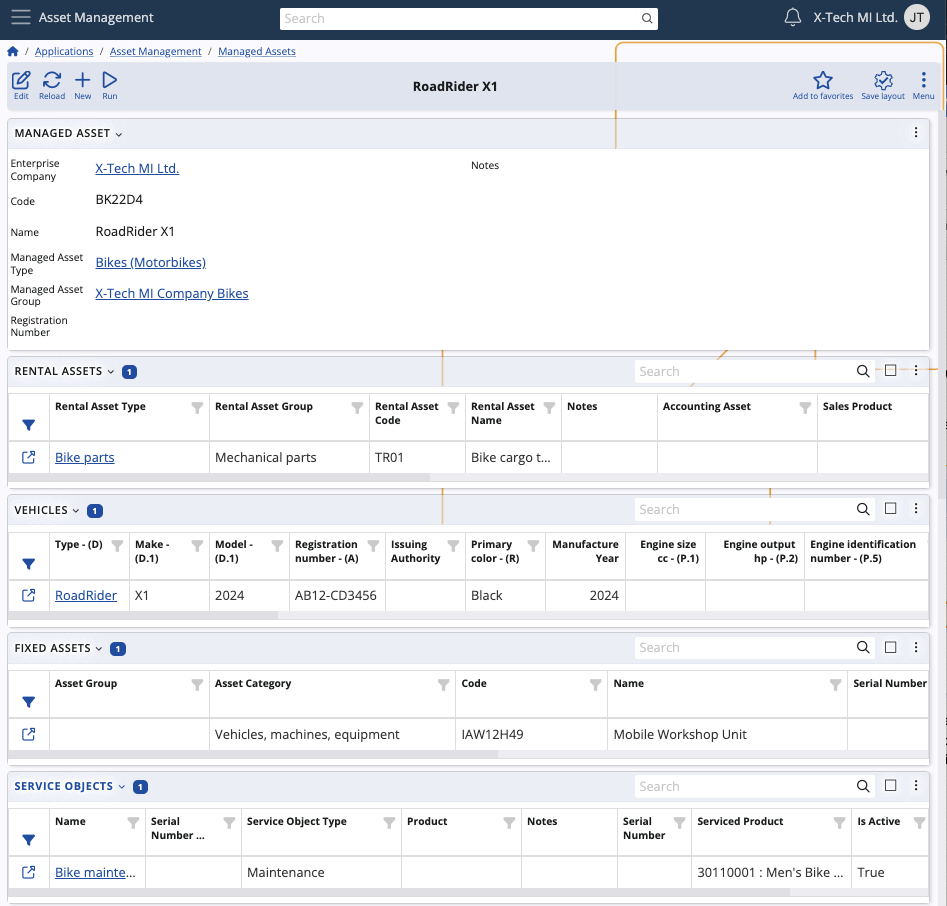 Asset Management
Search
X-Tech MI Ltd.
JT
/ Applications / Asset Management / Managed Assets
Edit
Reload
New
Run
RoadRider X1
Add to favorites
Save layout
Menu
MANAGED ASSET
Enterprise
Company
X-Tech MI Ltd.
Notes
Code
BK22D4
Name
RoadRider X1
Managed Asset
Type
Bikes (Motorbikes)
Managed Asset
Group
X-Tech MI Company Bikes
Registration
Number
RENTAL ASSETS
1
Search
Rental Asset Type
Rental Asset Group
Rental Asset
Code
Rental Asset
Name
Notes
Accounting Asset
Sales Product
Bike parts
Mechanical parts
TR01
Bike cargo t...
VEHICLES
1
Search
Type - (D)
Make -
(D.1)
Model -
(D.1)
Registration
number - (A)
Issuing
Authority
Primary
color - (R)
Manufacture
Year
Engine size
cc - (P.1)
Engine output
hp - (P.2)
Engine identification
number - (P.5)
RoadRider
X1
2024
AB12-CD3456
Black
2024
FIXED ASSETS
1
Search
Asset Group
Asset Category
Code
Name
Serial Number
Vehicles, machines, equipment
IAW12H49
Mobile Workshop Unit
SERVICE OBJECTS
1
Search
Name
Serial
Number ...
Service Object Type
Product
Notes
Serial
Number
Serviced Product
Is Active
Bike mainte...
Maintenance
30110001 : Men's Bike ...
True